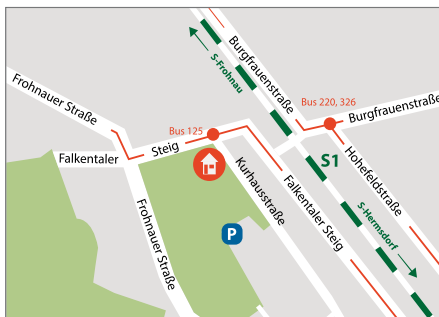 Burgfrauenstraße
S-Frohnau
Frohnauer Straße
Bus 220, 326
Burgfrauenstraße
Bus 125
Falkentaler
Steig
S1
Hohefeldstraße
Kurhausstraße
Falkentaler Steig
S-Hermsdorf
Frohnauer Straße
P